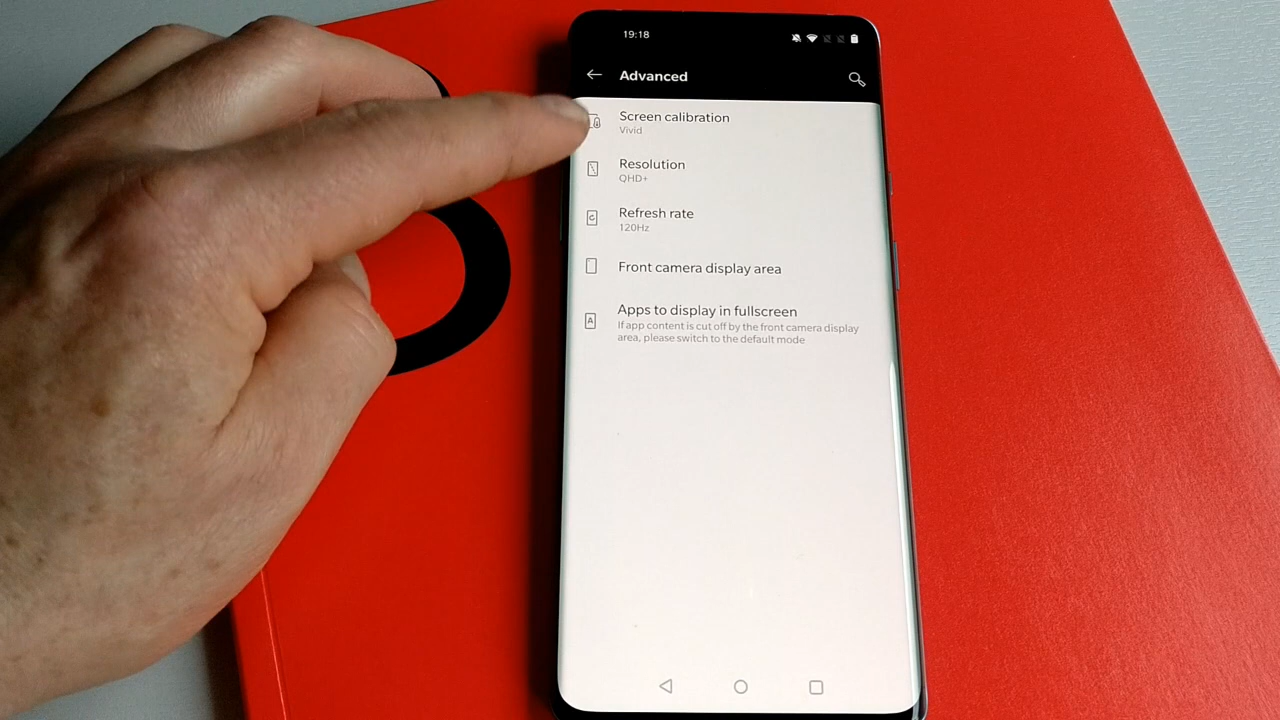 19:18
Advanced
Screen calibration
Vivid
Resolution
QHD+
Refresh rate
120Hz
Front camera display area
Apps to display in fullscreen
If app content is cut off by the front camera display
area, please switch to the default mode